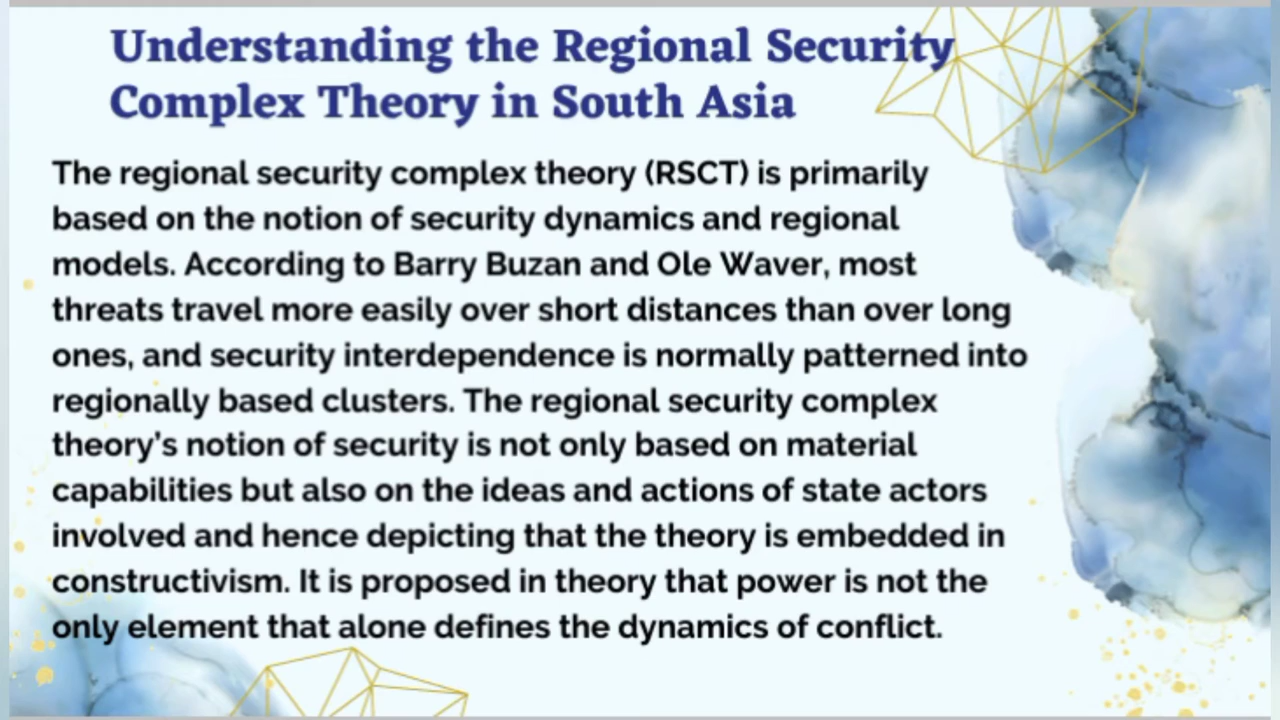 Understanding the Regional Security
Complex Theory in South Asia
The regional security complex theory (RSCT) is primarily
based on the notion of security dynamics and regional
models. According to Barry Buzan and Ole Waver, most
threats travel more easily over short distances than over long
ones, and security interdependence is normally patterned into
regionally based clusters. The regional security complex
theory’s notion of security is not only based on material
capabilities but also on the ideas and actions of state actors
involved and hence depicting that the theory is embedded in
constructivism. It is proposed in theory that power is not the
only element that alone defines the dynamics of conflict.